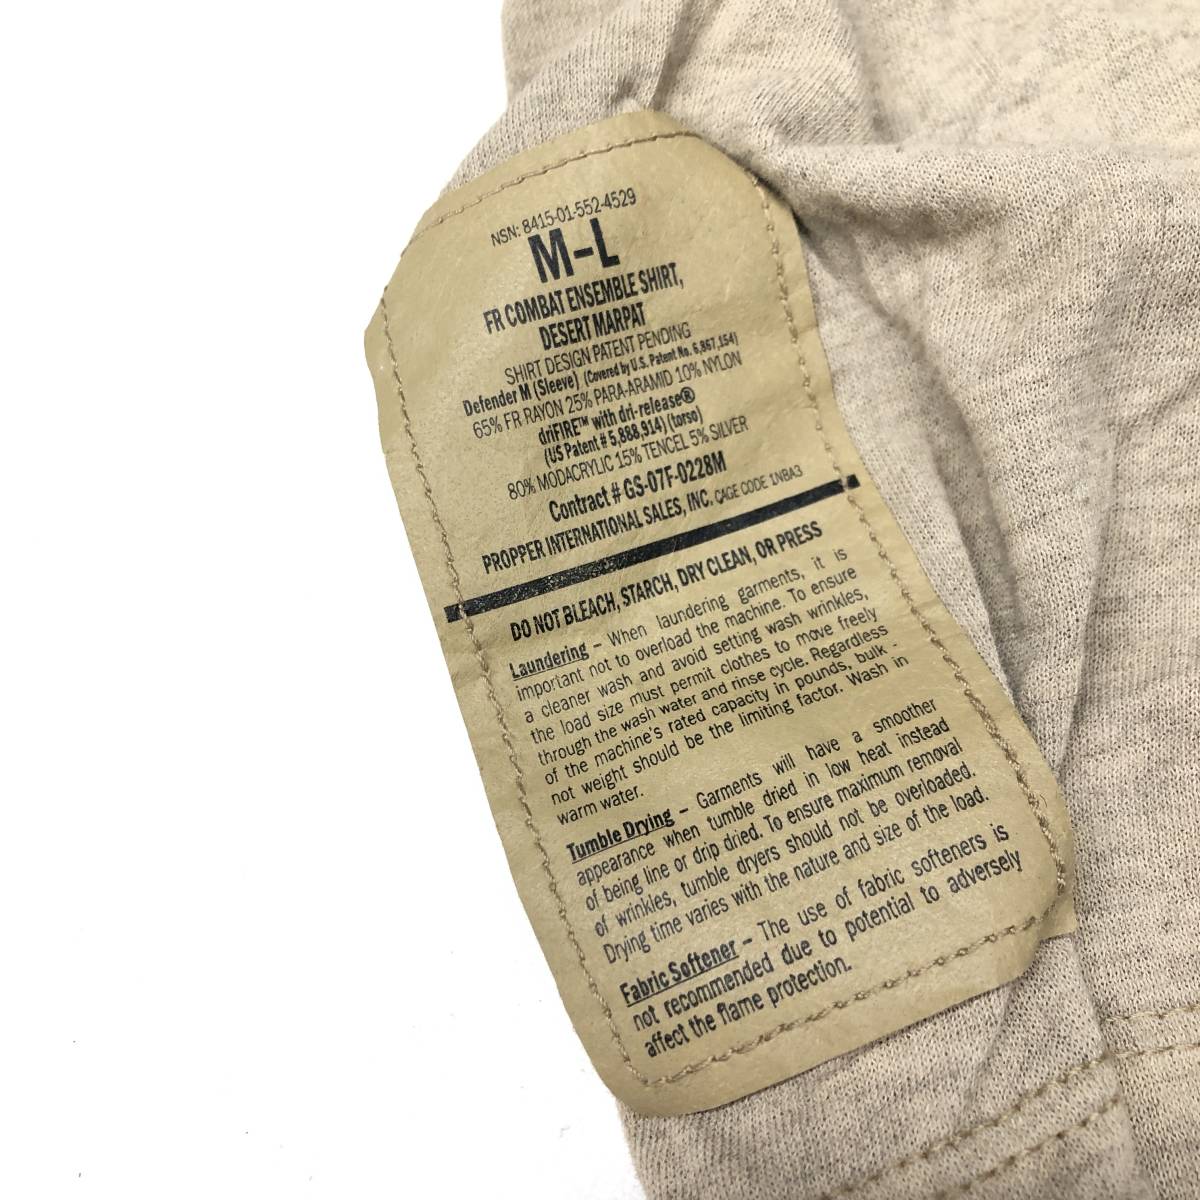 NSN: 8415-01-552-4529
M-L
FR COMBAT ENSEMBLE SHIRT,
DESERT MARPAT
SHIRT DESIGN PATENT PENDING
Defender M (Sleeve) (Covered by U.S. Patent No. 6,867,154)
65% FR RAYON 25% PARA-ARAMID 10% NYLON
driFIRE™ with dri-release®
(US Patent # 5,888,914) (torso)
80% MODACRYLIC 15% TENCEL 5% SILVER
Contract # GS-07F-0228M
PROPPER INTERNATIONAL SALES, INC. CAGE CODE 1NBA3
DO NOT BLEACH, STARCH, DRY CLEAN, OR PRESS
Laundering – When laundering garments, it is
important not to overload the machine. To ensure
a cleaner wash and avoid setting wash wrinkles,
the load size must permit clothes to move freely
through the wash water and rinse cycle. Regardless
of the machine's rated capacity in pounds, bulk -
not weight should be the limiting factor. Wash in
warm water.
Tumble Drying – Garments will have a smoother
appearance when tumble dried in low heat instead
of being line or drip dried. To ensure maximum removal
of wrinkles, tumble dryers should not be overloaded.
Drying time varies with the nature and size of the load.
Fabric Softener – The use of fabric softeners is
not recommended due to potential to adversely
affect the flame protection.